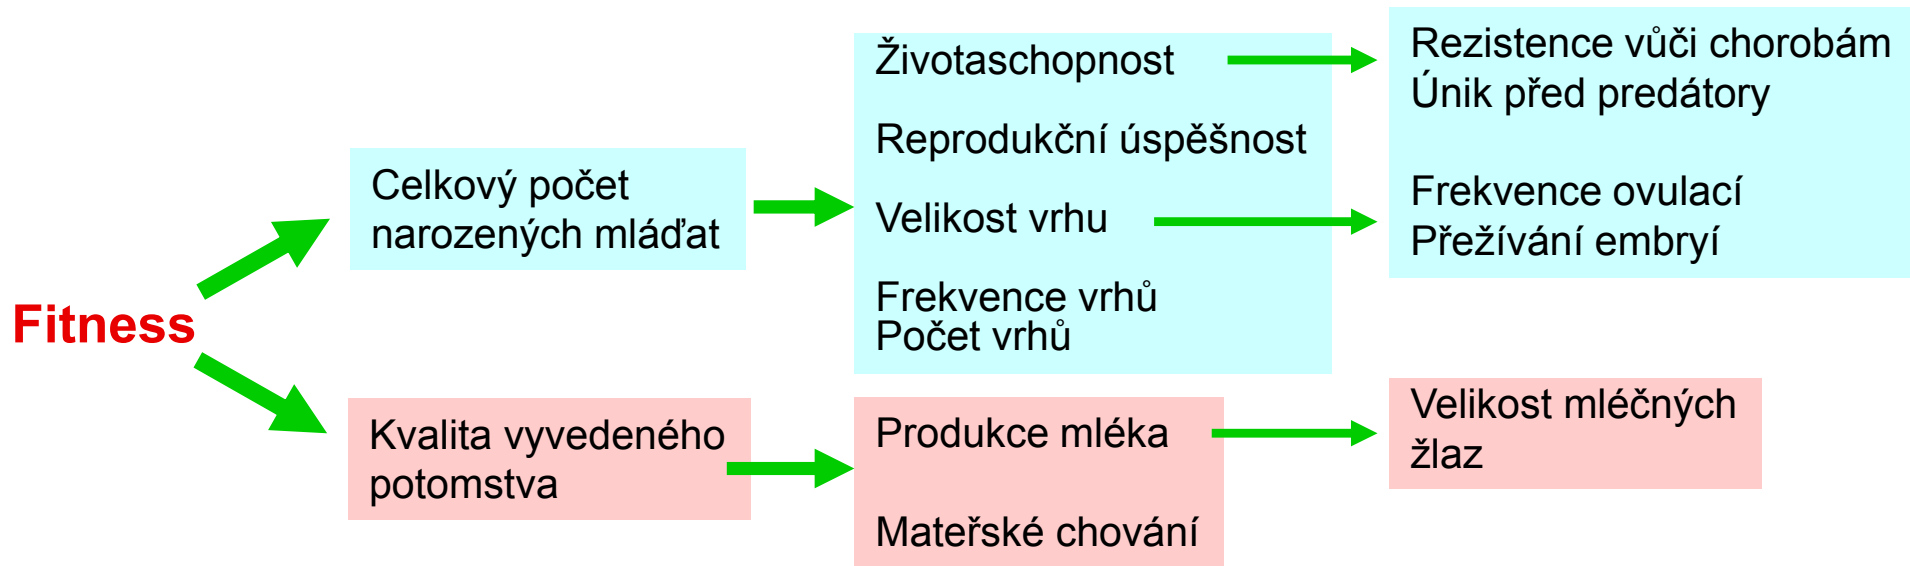 Fitness
Celkový počet
narozených mláďat
Životaschopnost
Reprodukční úspěšnost
Velikost vrhu
Frekvence vrhů
Počet vrhů
Rezistence vůči chorobám
Únik před predátory
Frekvence ovulací
Přežívání embryí
Kvalita vyvedeného
potomstva
Produkce mléka
Mateřské chování
Velikost mléčných
žlaz